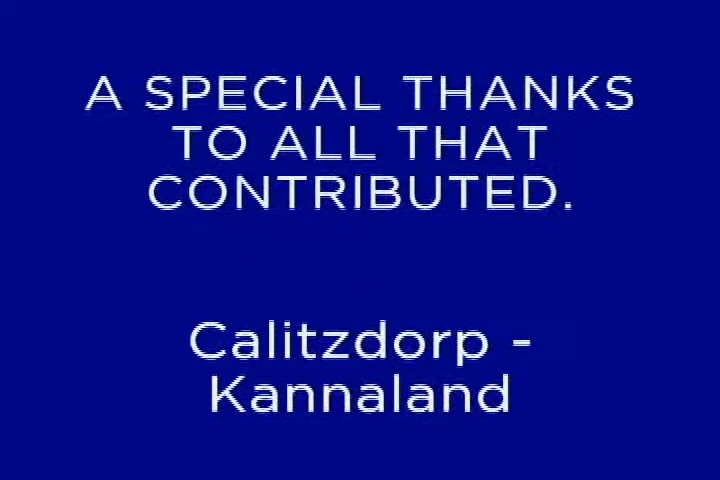 A SPECIAL THANKS
TO ALL THAT
CONTRIBUTED.
Calitzdorp -
Kannaland